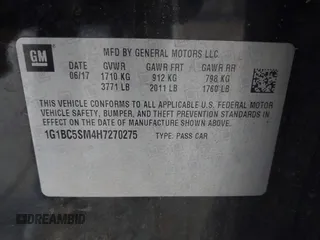 GM
MFD BY GENERAL MOTORS LLC
DATE GVWR GAWR FRT GAWR RR
06/17 1710 KG 912 KG 798 KG
3771 LB 2011 LB 1760 LB
THIS VEHICLE CONFORMS TO ALL APPLICABLE U.S. FEDERAL MOTOR
VEHICLE SAFETY, BUMPER, AND THEFT PREVENTION STANDARDS IN
EFFECT ON THE DATE OF MANUFACTURE SHOWN ABOVE.
1G1BC5SM4H7270275 TYPE: PASS CAR
IDREAMBID.COM